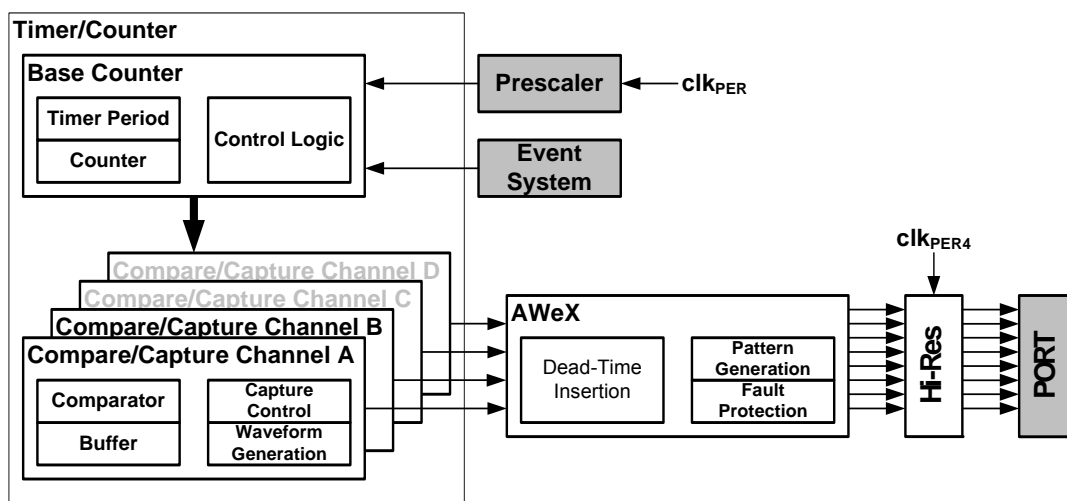 Timer/Counter
Base Counter
Timer Period
Counter
Control Logic
Prescaler
clkPER
Event
System
Compare/Capture Channel D
Compare/Capture Channel C
Compare/Capture Channel B
Compare/Capture Channel A
Comparator
Buffer
Capture
Control
Waveform
Generation
AWeX
Dead-Time
Insertion
Pattern
Generation
Fault
Protection
clkPER4
Hi-Res
PORT